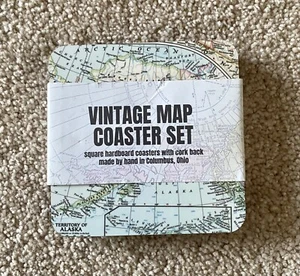 ARCTIC OCEAN
VINTAGE MAP
COASTER SET
square hardboard coasters with cork back
made by hand in Columbus, Ohio
TERRITORY OF
ALASKA